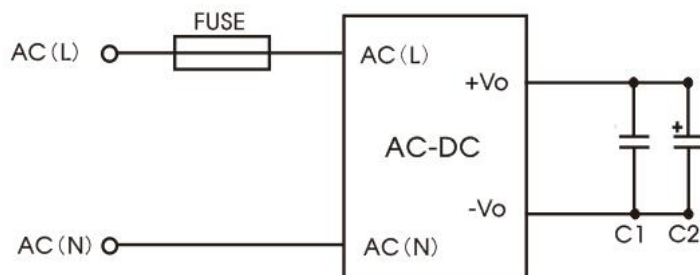 FUSE
AC(L) AC(L)
+Vo
+
AC-DC
-Vo
C1 C2
AC(N) AC(N)